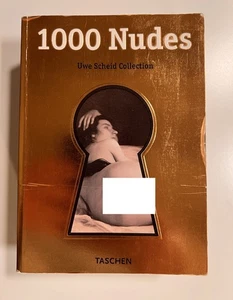 1000 Nudes
Uwe Scheid Collection
TASCHEN